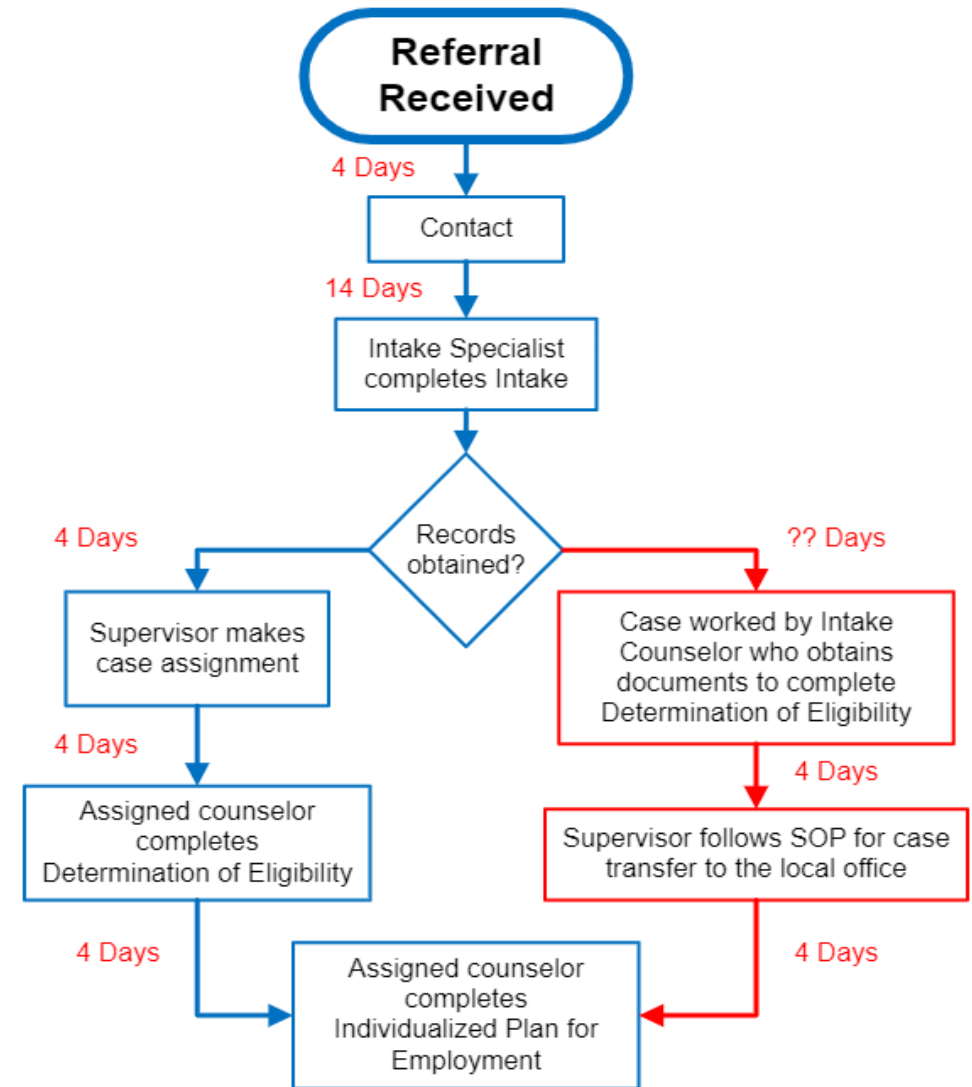 Referral
Received
4 Days
Contact
14 Days
Intake Specialist
completes Intake
Records
obtained?
4 Days
?? Days
Supervisor makes
case assignment
Case worked by Intake
Counselor who obtains
documents to complete
Determination of Eligibility
4 Days
4 Days
Assigned counselor
completes
Determination of Eligibility
Supervisor follows SOP for case
transfer to the local office
4 Days
4 Days
Assigned counselor
completes
Individualized Plan for
Employment